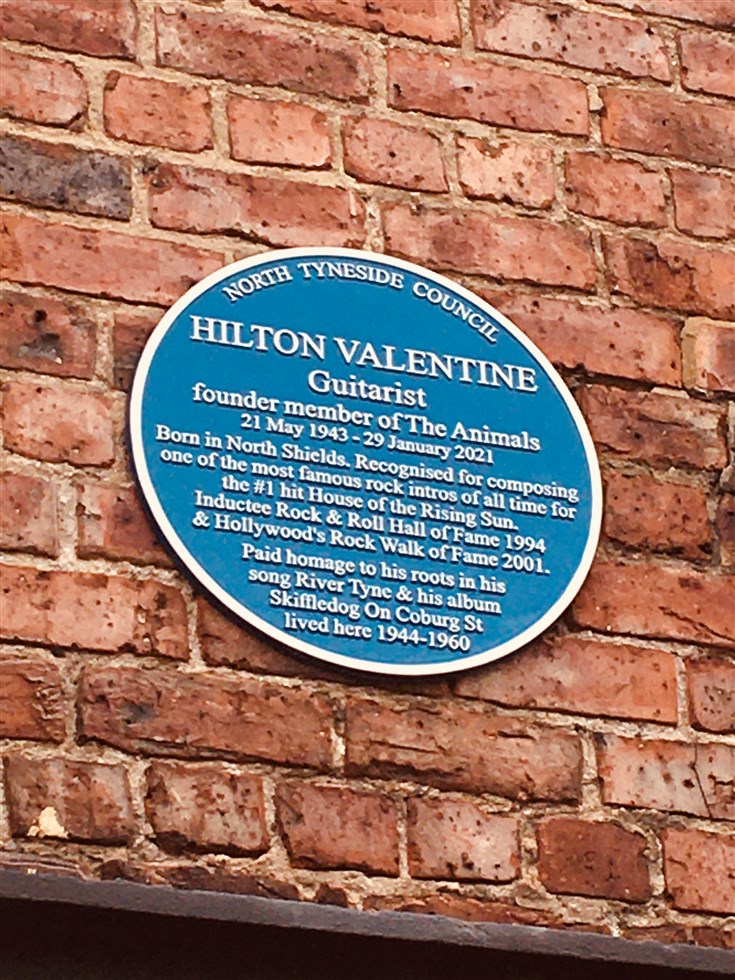 NORTH TYNESIDE COUNCIL
HILTON VALENTINE
Guitarist
founder member of The Animals
21 May 1943 - 29 January 2021
Born in North Shields. Recognised for composing
one of the most famous rock intros of all time for
the #1 hit House of the Rising Sun.
Inductee Rock & Roll Hall of Fame 1994
& Hollywood's Rock Walk of Fame 2001.
Paid homage to his roots in his
song River Tyne & his album
Skiffledog On Coburg St
lived here 1944-1960